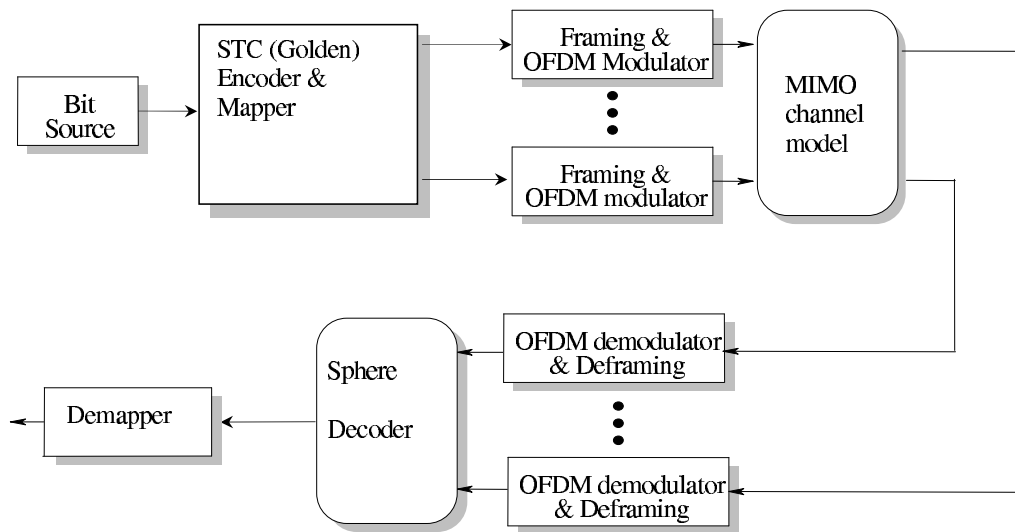 Bit
Source
STC (Golden)
Encoder &
Mapper
Framing &
OFDM Modulator
Framing &
OFDM modulator
MIMO
channel
model
OFDM demodulator
& Deframing
OFDM demodulator
& Deframing
Sphere
Decoder
Demapper